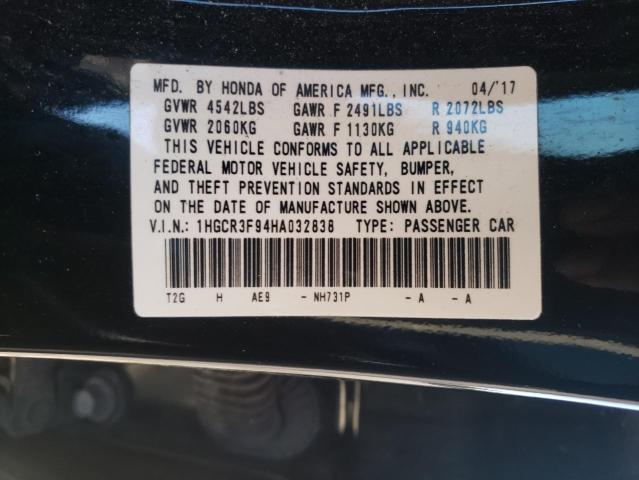 MFD. BY HONDA OF AMERICA MFG., INC. 04/'17
GVWR 4542LBS GAWR F 2491LBS R 2072LBS
GVWR 2060KG GAWR F 1130KG R 940KG
THIS VEHICLE CONFORMS TO ALL APPLICABLE
FEDERAL MOTOR VEHICLE SAFETY, BUMPER,
AND THEFT PREVENTION STANDARDS IN EFFECT
ON THE DATE OF MANUFACTURE SHOWN ABOVE.
V.I.N.: 1HGCR3F94HA032838 TYPE: PASSENGER CAR
T2G H AE9 - NH731P - A - A